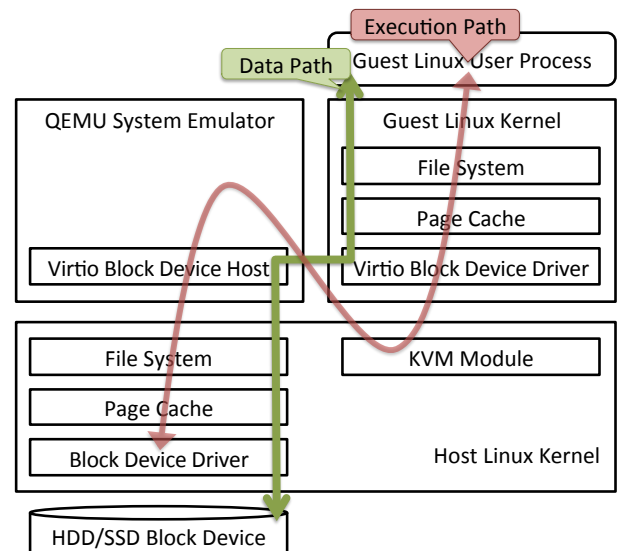 Execution Path
Data Path
Guest Linux User Process
QEMU System Emulator
Guest Linux Kernel
File System
Page Cache
Virtio Block Device Host
Virtio Block Device Driver
File System
KVM Module
Page Cache
Block Device Driver
Host Linux Kernel
HDD/SSD Block Device